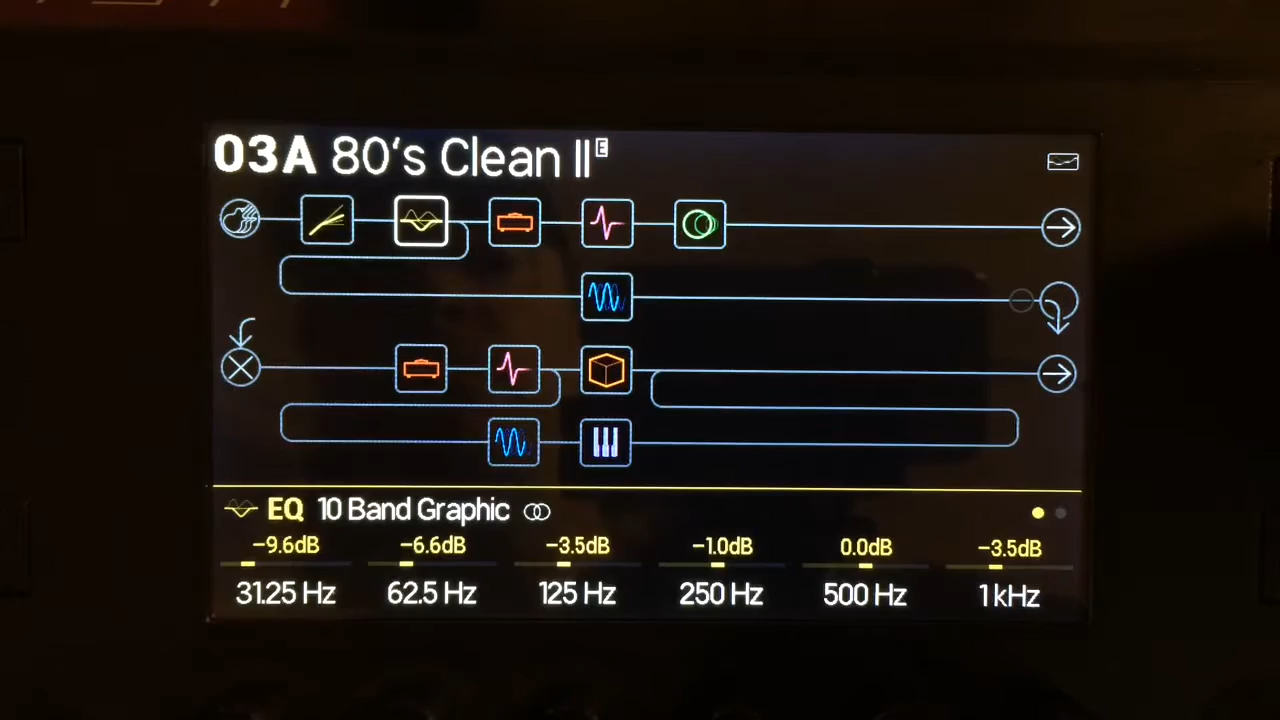 03A 80's Clean II E
EQ 10 Band Graphic
-9.6dB -6.6dB -3.5dB -1.0dB 0.0dB -3.5dB
31.25 Hz 62.5 Hz 125 Hz 250 Hz 500 Hz 1 kHz